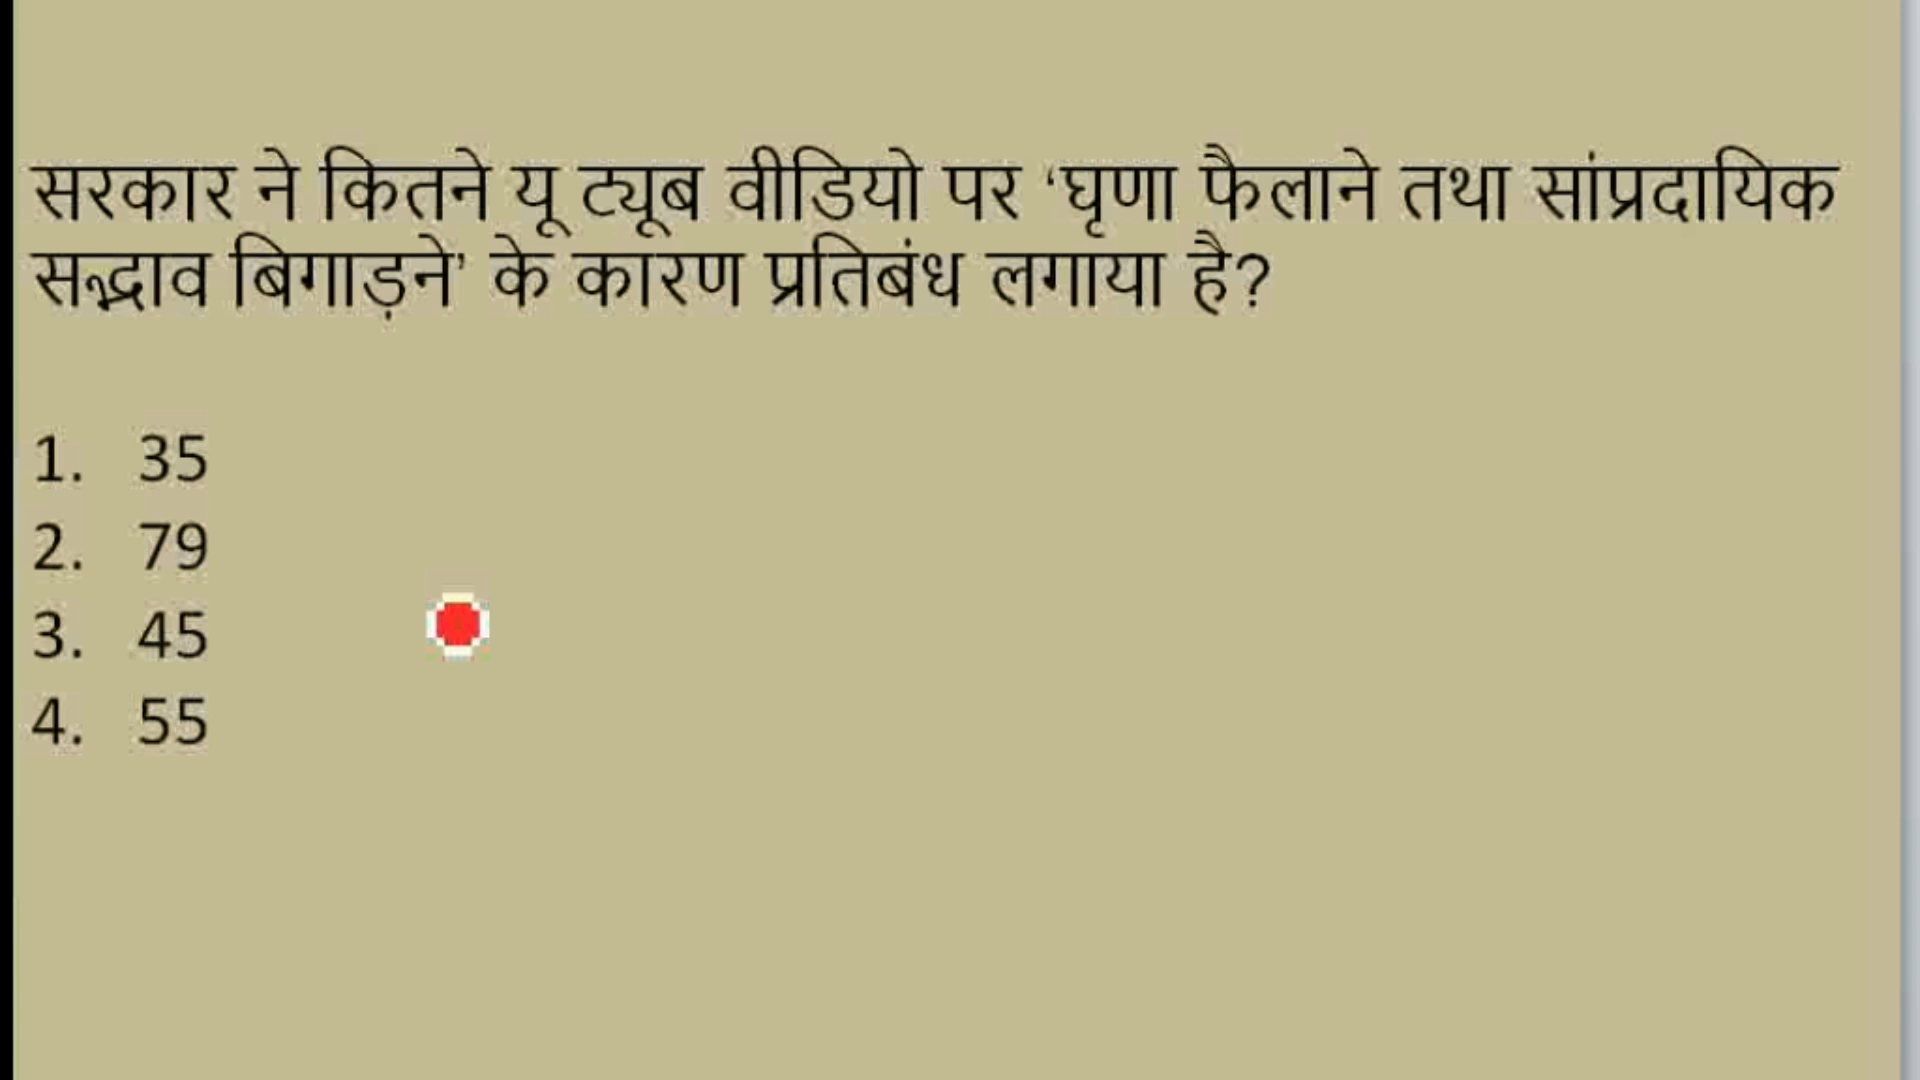 सरकार ने कितने यू ट्यूब वीडियो पर ‘घृणा फैलाने तथा सांप्रदायिक
सद्भाव बिगाड़ने’ के कारण प्रतिबंध लगाया है?
1. 35
2. 79
3. 45
4. 55